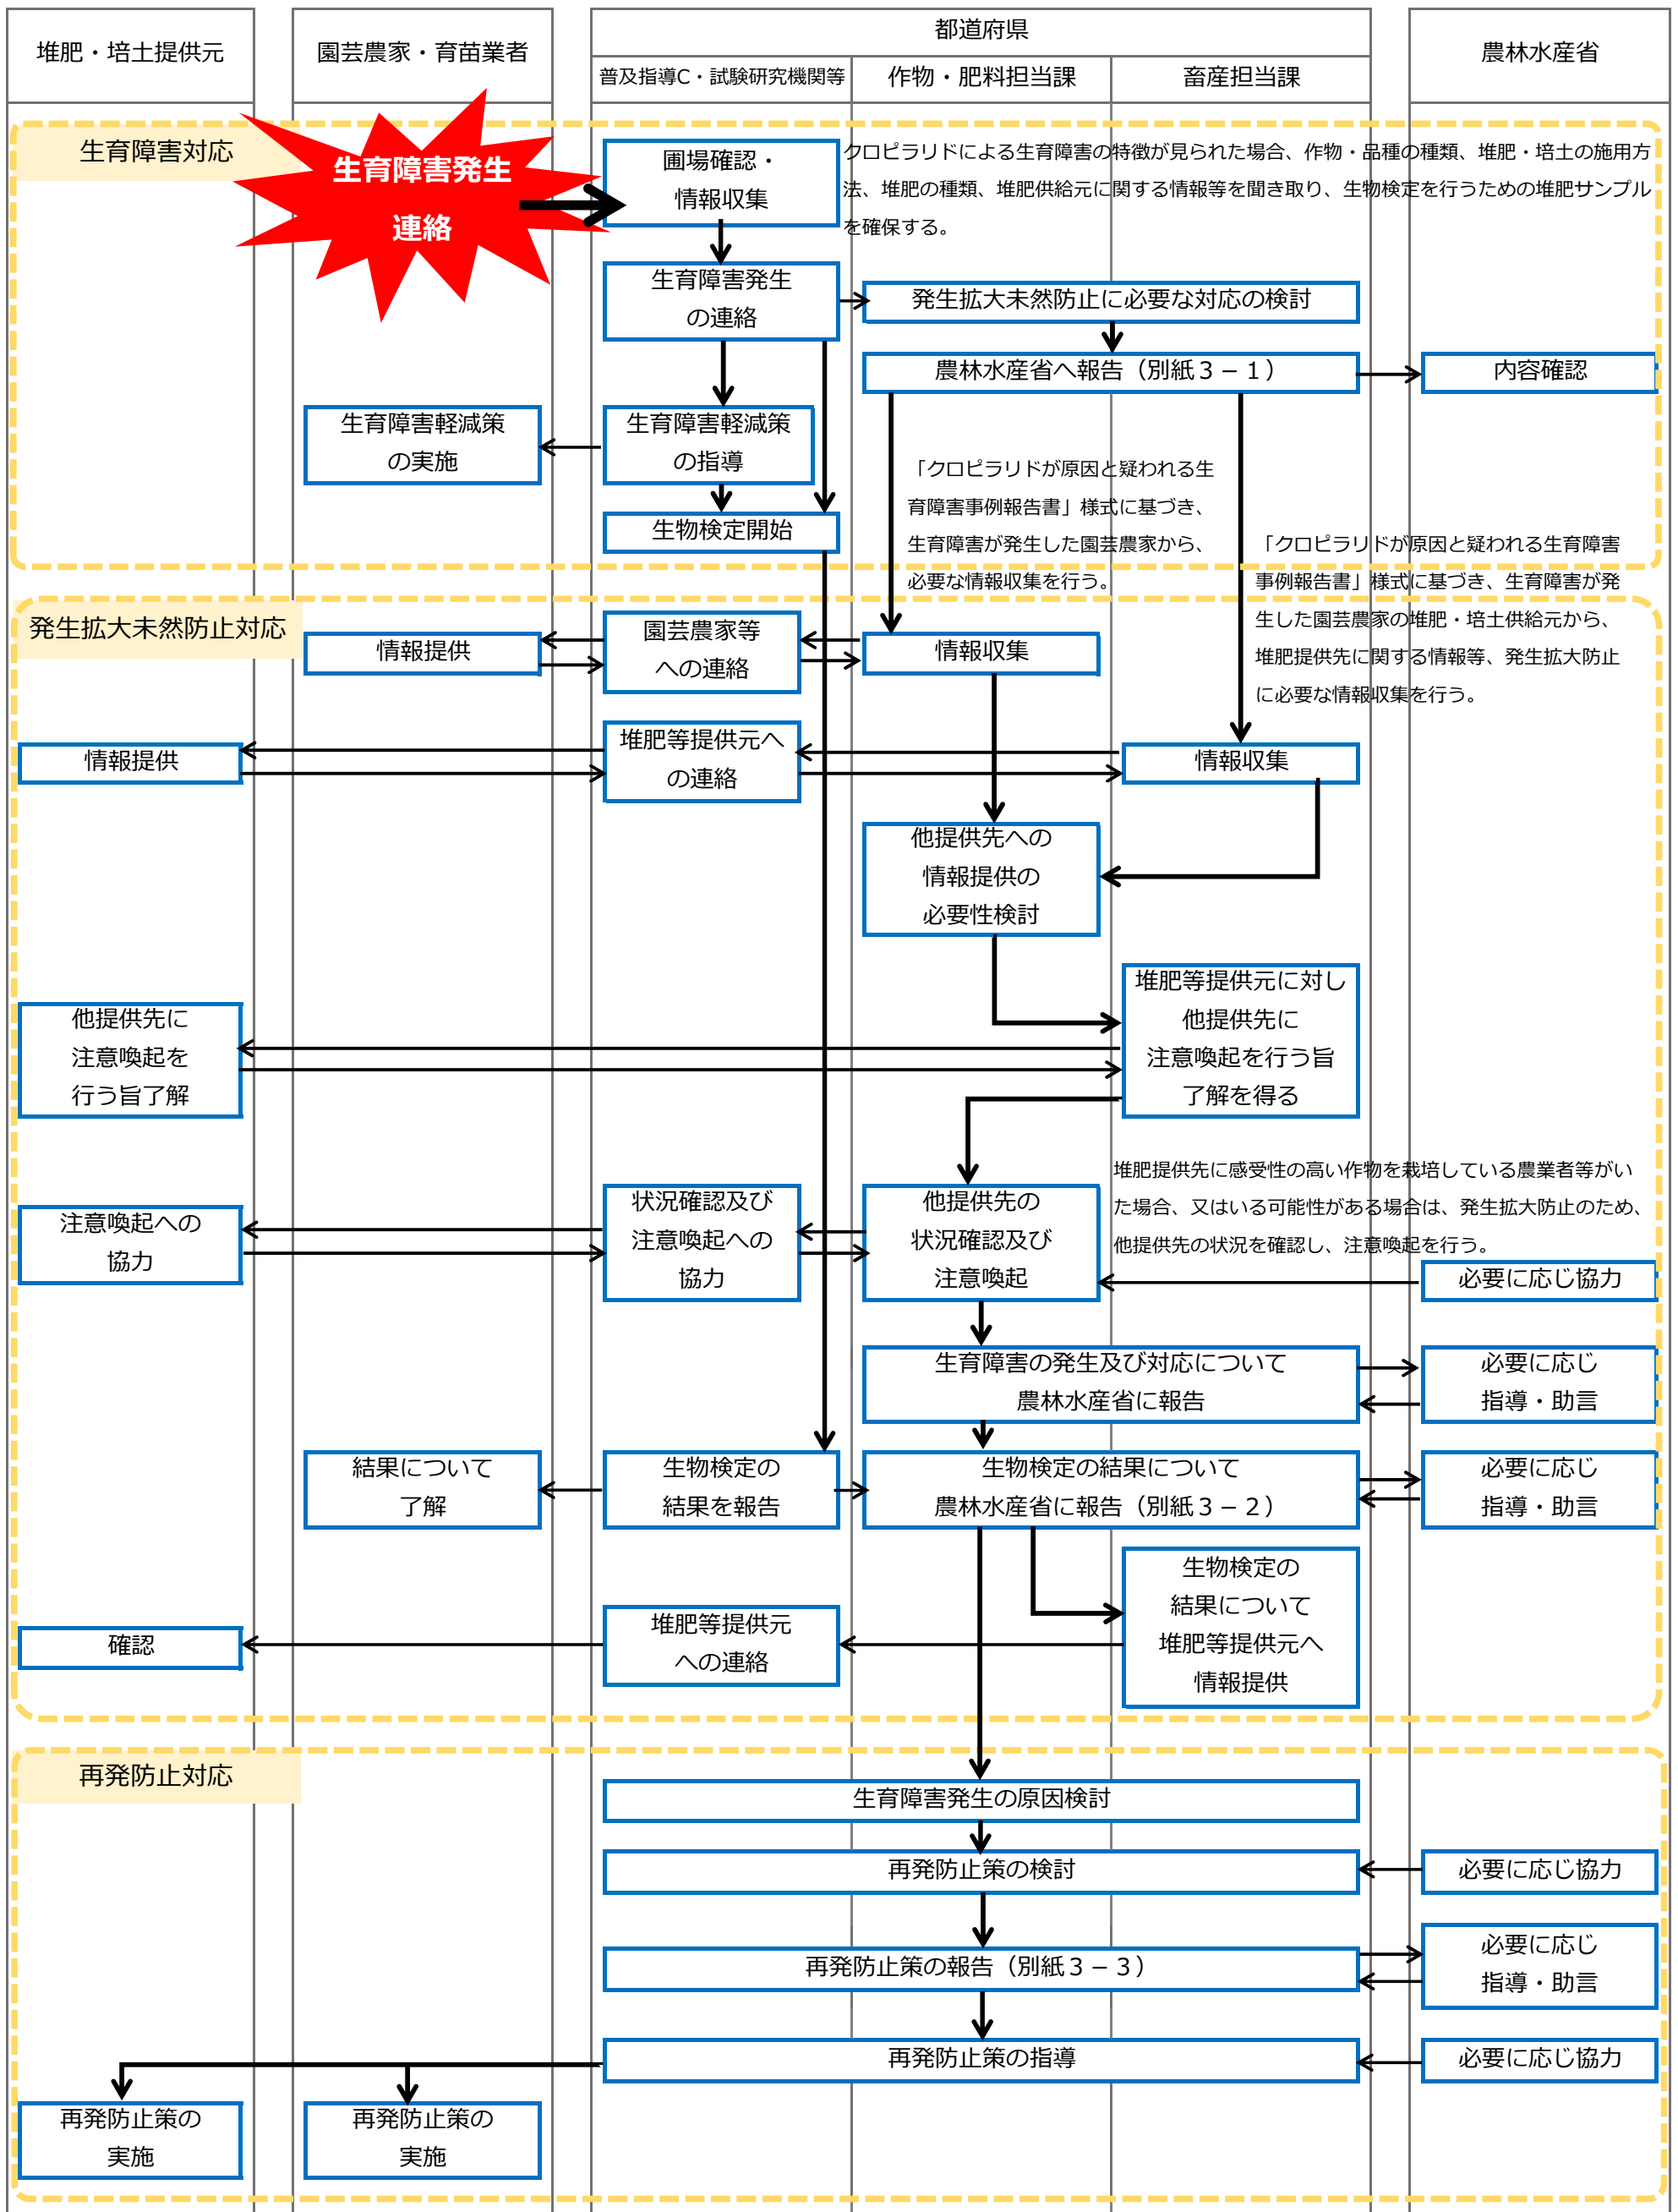 堆肥・培土提供元
園芸農家・育苗業者
都道府県
農林水産省
普及指導C・試験研究機関等
作物・肥料担当課
畜産担当課
生育障害対応
生育障害発生
連絡
圃場確認・
情報収集
クロピラリドによる生育障害の特徴が見られた場合、作物・品種の種類、堆肥・培土の施用方
法、堆肥の種類、堆肥供給元に関する情報等を聞き取り、生物検定を行うための堆肥サンプル
を確保する。
生育障害発生
の連絡
発生拡大未然防止に必要な対応の検討
農林水産省へ報告（別紙３－１）
内容確認
生育障害軽減策
の実施
生育障害軽減策
の指導
生物検定開始
「クロピラリドが原因と疑われる生
育障害事例報告書」様式に基づき、
生育障害が発生した園芸農家から、
必要な情報収集を行う。
「クロピラリドが原因と疑われる生育障害
事例報告書」様式に基づき、生育障害が発
生した園芸農家の堆肥・培土供給元から、
堆肥提供先に関する情報等、発生拡大防止
に必要な情報収集を行う。
発生拡大未然防止対応
情報提供
園芸農家等
への連絡
情報収集
情報提供
堆肥等提供元へ
の連絡
情報収集
他提供先への
情報提供の
必要性検討
他提供先に
注意喚起を
行う旨了解
堆肥等提供元に対し
他提供先に
注意喚起を行う旨
了解を得る
堆肥提供先に感受性の高い作物を栽培している農業者等がい
た場合、又はいる可能性がある場合は、発生拡大防止のため、
他提供先の状況を確認し、注意喚起を行う。
注意喚起への
協力
状況確認及び
注意喚起への
協力
他提供先の
状況確認及び
注意喚起
必要に応じ協力
生育障害の発生及び対応について
農林水産省に報告
必要に応じ
指導・助言
結果について
了解
生物検定の
結果を報告
生物検定の結果について
農林水産省に報告（別紙３－２）
必要に応じ
指導・助言
生物検定の
結果について
堆肥等提供元へ
情報提供
確認
堆肥等提供元
への連絡
再発防止対応
生育障害発生の原因検討
再発防止策の検討
必要に応じ協力
再発防止策の報告（別紙３－３）
必要に応じ
指導・助言
再発防止策の指導
必要に応じ協力
再発防止策の
実施
再発防止策の
実施